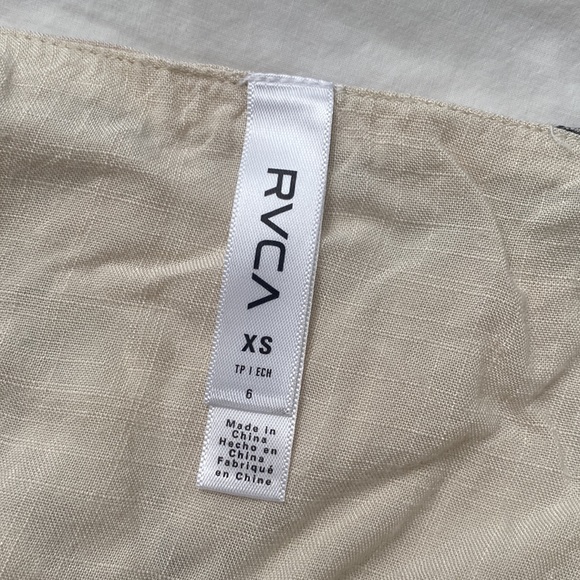 RVCA
XS
TP | ECH
6
Made in
China
Hecho en
China
Fabriqué
en Chine